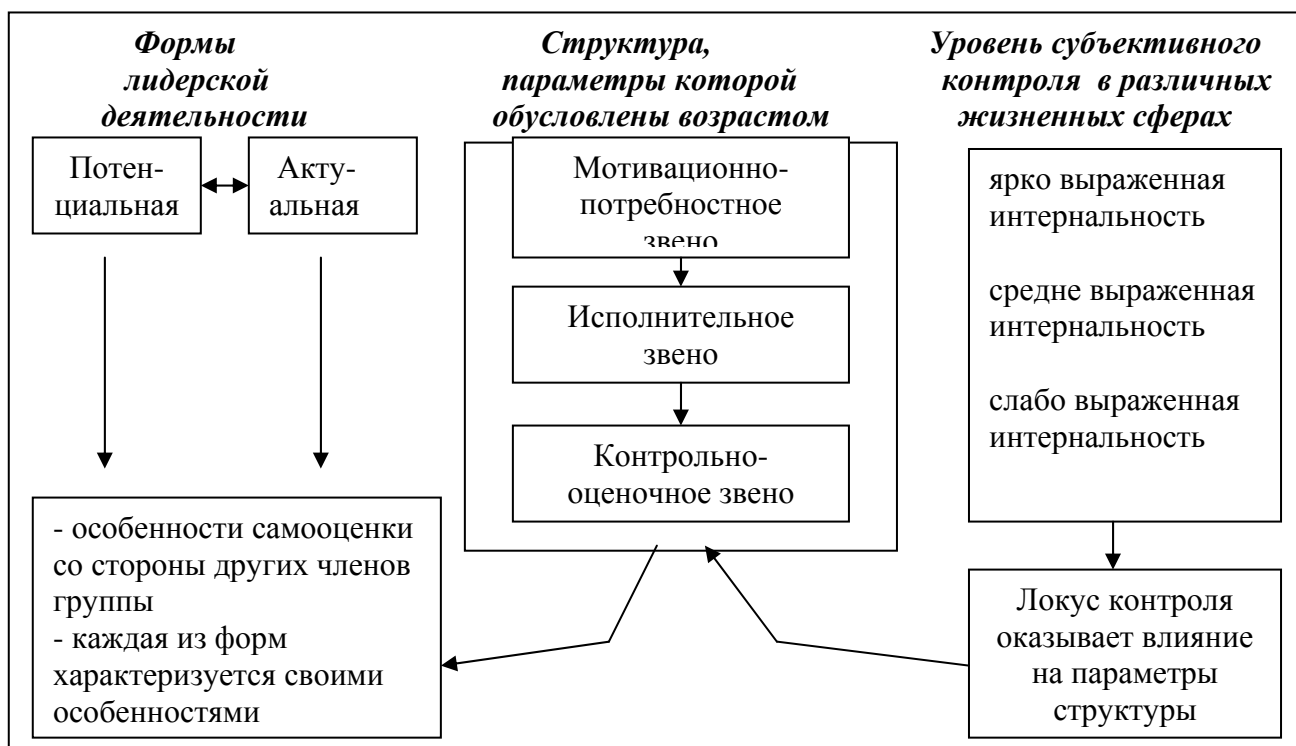 Формы
лидерской
деятельности
Потен-
циальная
Акту-
альная
- особенности самооценки
со стороны других членов
группы
- каждая из форм
характеризуется своими
особенностями
Структура,
параметры которой
обусловлены возрастом
Мотивационно-
потребностное
звено
Исполнительное
звено
Контрольно-
оценочное звено
Уровень субъективного
контроля в различных
жизненных сферах
ярко выраженная
интернальность
средне выраженная
интернальность
слабо выраженная
интернальность
Локус контроля
оказывает влияние
на параметры
структуры